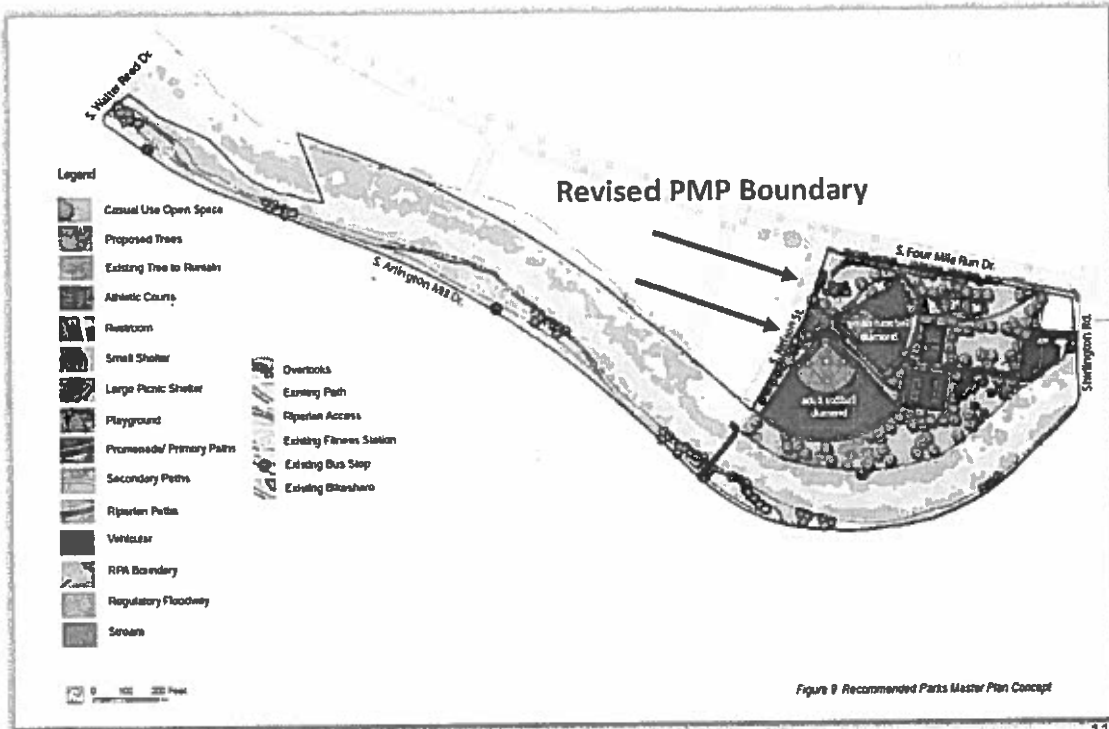 S. Walter Reed Dr.
Revised PMP Boundary
S. Four Mile Run Dr.
S. Nelson St.
Shirlington Rd.
S. Arlington Mill Dr.
adult softball
diamond
diamond
Legend
Casual Use Open Space
Proposed Trees
Existing Tree to Remain
Athletic Courts
Restroom
Small Shelter
Large Picnic Shelter
Playground
Promenade/ Primary Paths
Secondary Paths
Riparian Paths
Vehicular
RPA Boundary
Regulatory Floodway
Stream
Overlooks
Existing Path
Riparian Access
Existing Fitness Station
Existing Bus Stop
Existing Bikeshare
0 100 200 Feet
Figure 9 Recommended Parks Master Plan Concept